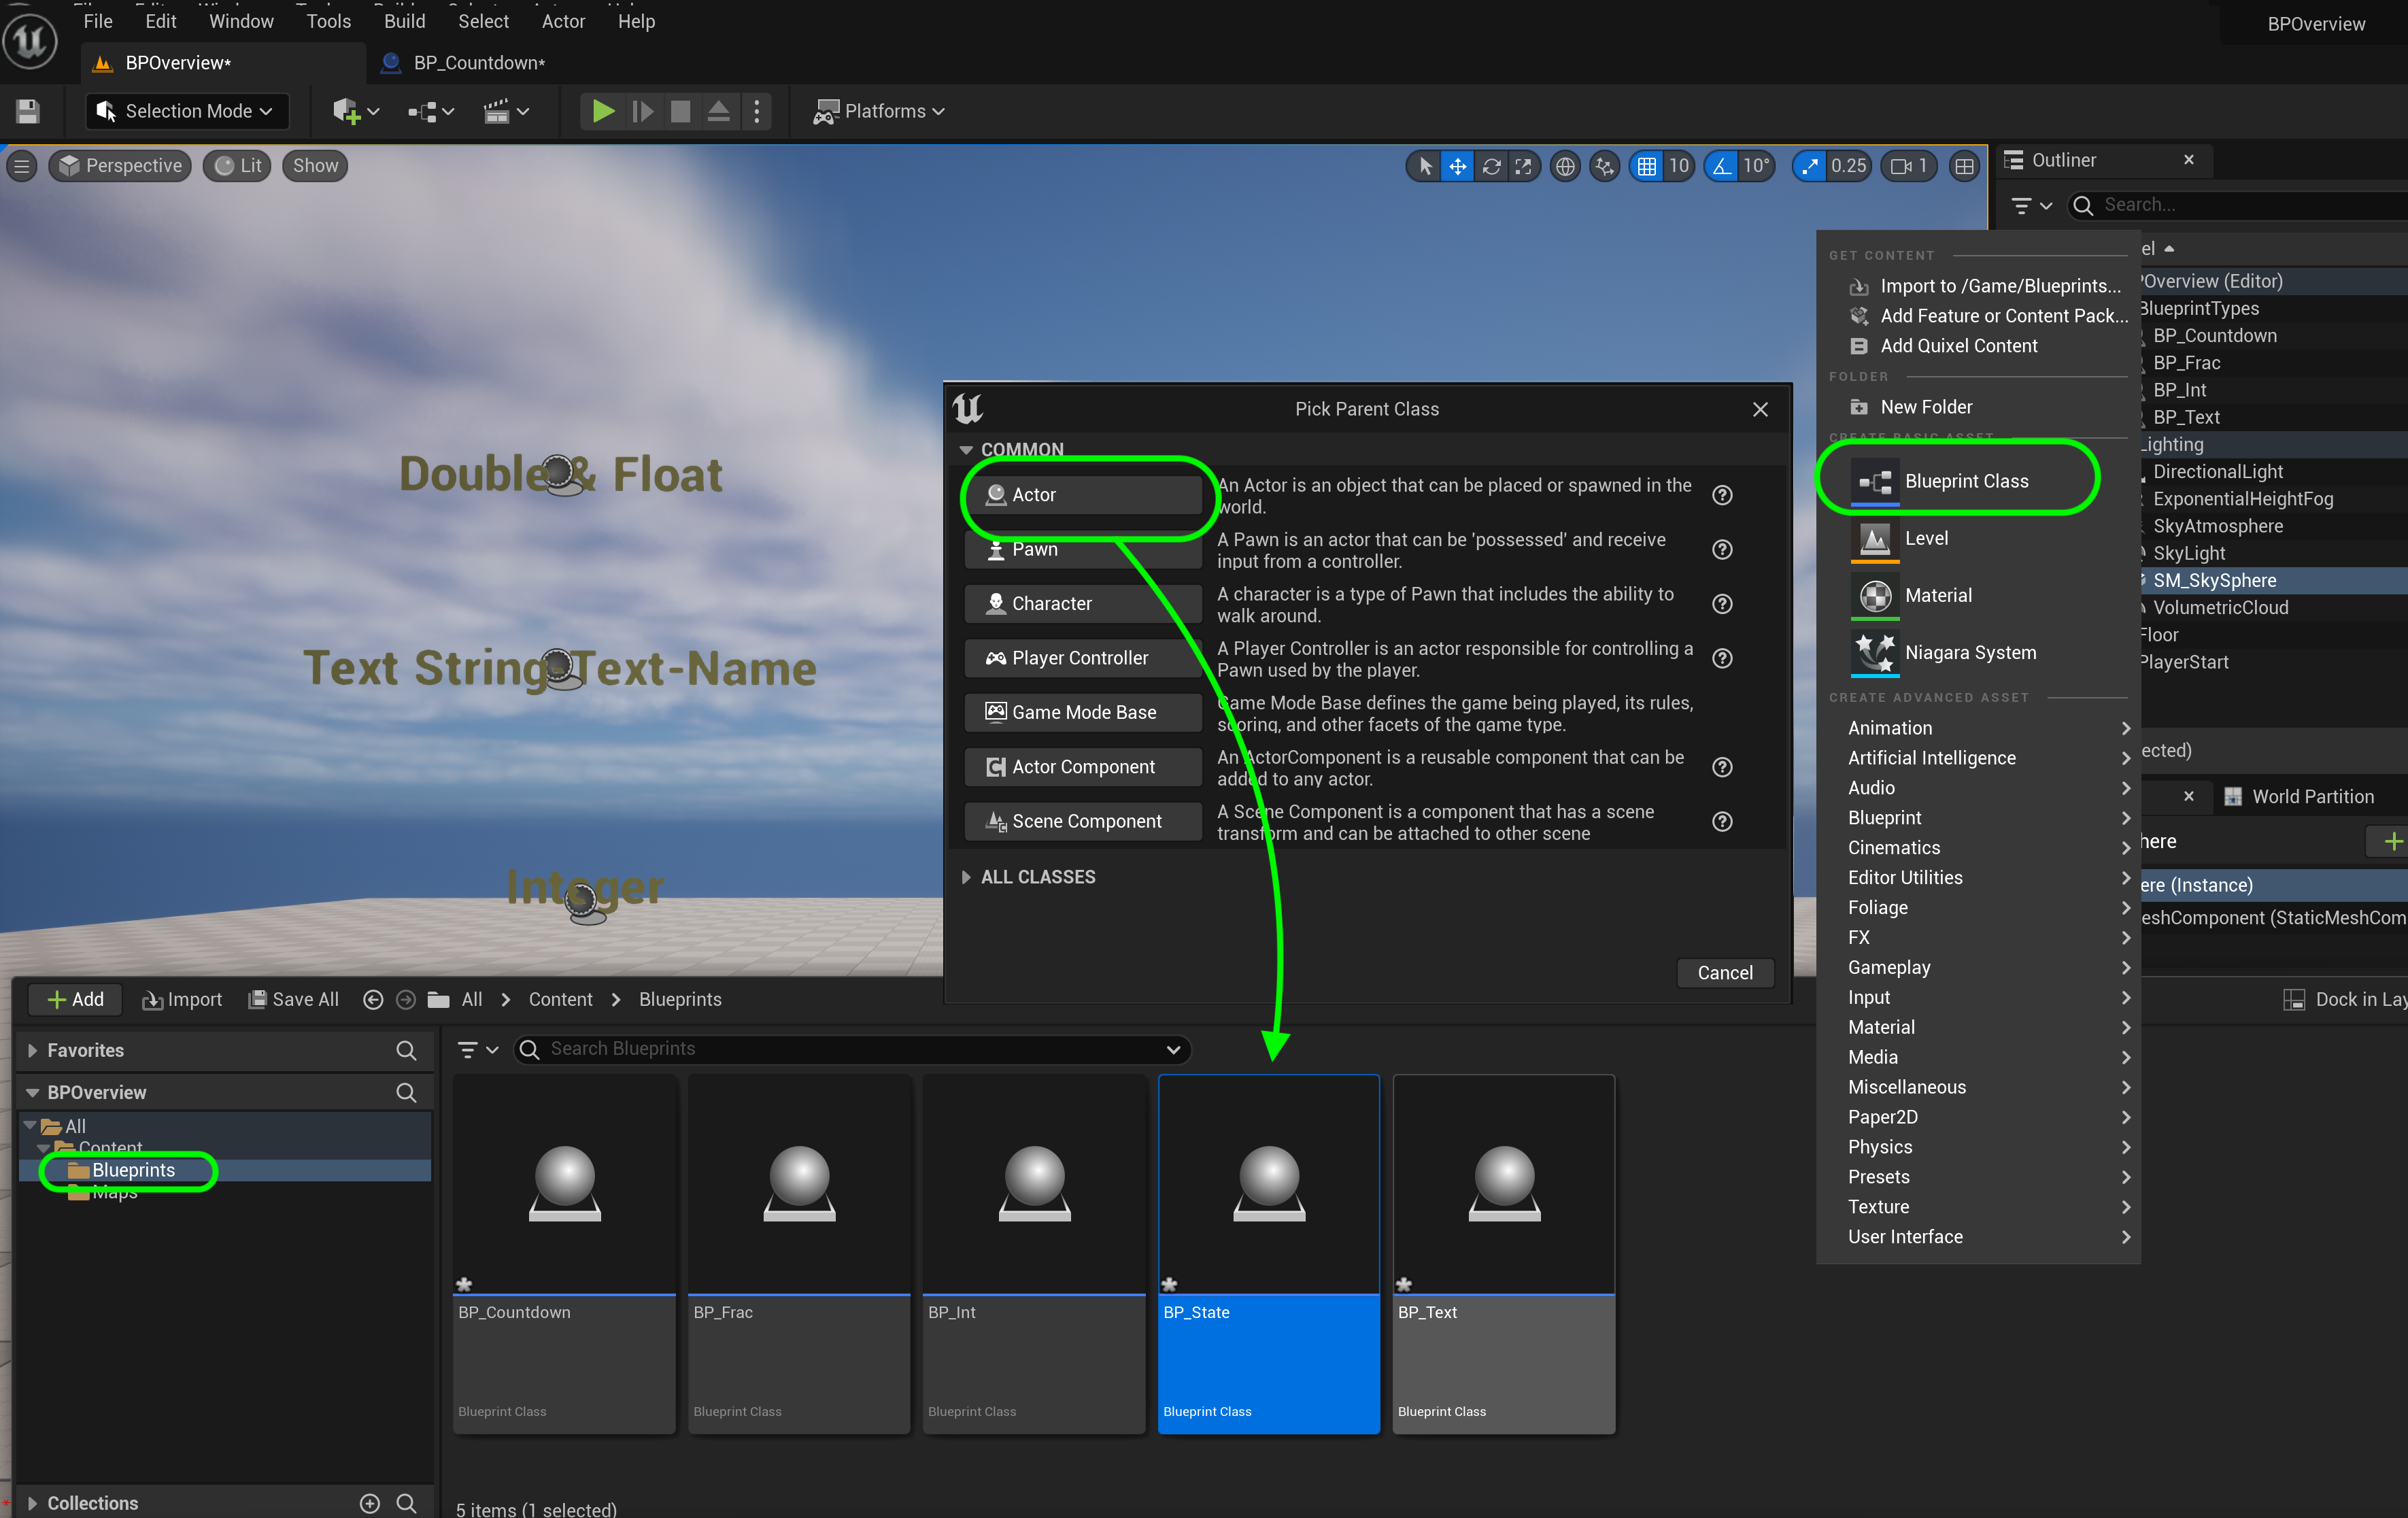 File Edit Window Tools Build Select Actor Help
BPOverview
BPOverview*
BP_Countdown*
Selection Mode
Platforms
Perspective
Lit
Show
10
10°
0.25
1
Outliner
Search...
GET CONTENT
Import to /Game/Blueprints...
Add Feature or Content Pack...
Add Quixel Content
FOLDER
New Folder
CREATE BASIC ASSET
Blueprint Class
Level
Material
Niagara System
CREATE ADVANCED ASSET
Animation
Artificial Intelligence
Audio
Blueprint
Cinematics
Editor Utilities
Foliage
FX
Gameplay
Input
Material
Media
Miscellaneous
Paper2D
Physics
Presets
Texture
User Interface
el
Overview (Editor)
BlueprintTypes
BP_Countdown
BP_Frac
BP_Int
BP_Text
Lighting
DirectionalLight
ExponentialHeightFog
SkyAtmosphere
SkyLight
SM_SkySphere
VolumetricCloud
Floor
PlayerStart
ected)
World Partition
here
ere (Instance)
eshComponent (StaticMeshCom
Dock in Lay
Double & Float
Text String-Text-Name
Integer
Pick Parent Class
COMMON
Actor
An Actor is an object that can be placed or spawned in the
world.
Pawn
A Pawn is an actor that can be 'possessed' and receive
input from a controller.
Character
A character is a type of Pawn that includes the ability to
walk around.
Player Controller
A Player Controller is an actor responsible for controlling a
Pawn used by the player.
Game Mode Base
Game Mode Base defines the game being played, its rules,
scoring, and other facets of the game type.
Actor Component
An ActorComponent is a reusable component that can be
added to any actor.
Scene Component
A Scene Component is a component that has a scene
transform and can be attached to other scene
ALL CLASSES
Cancel
Add
Import
Save All
All
Content
Blueprints
Favorites
Search Blueprints
BPOverview
All
Content
Blueprints
Maps
BP_Countdown
Blueprint Class
BP_Frac
Blueprint Class
BP_Int
Blueprint Class
BP_State
Blueprint Class
BP_Text
Blueprint Class
Collections
5 items (1 selected)